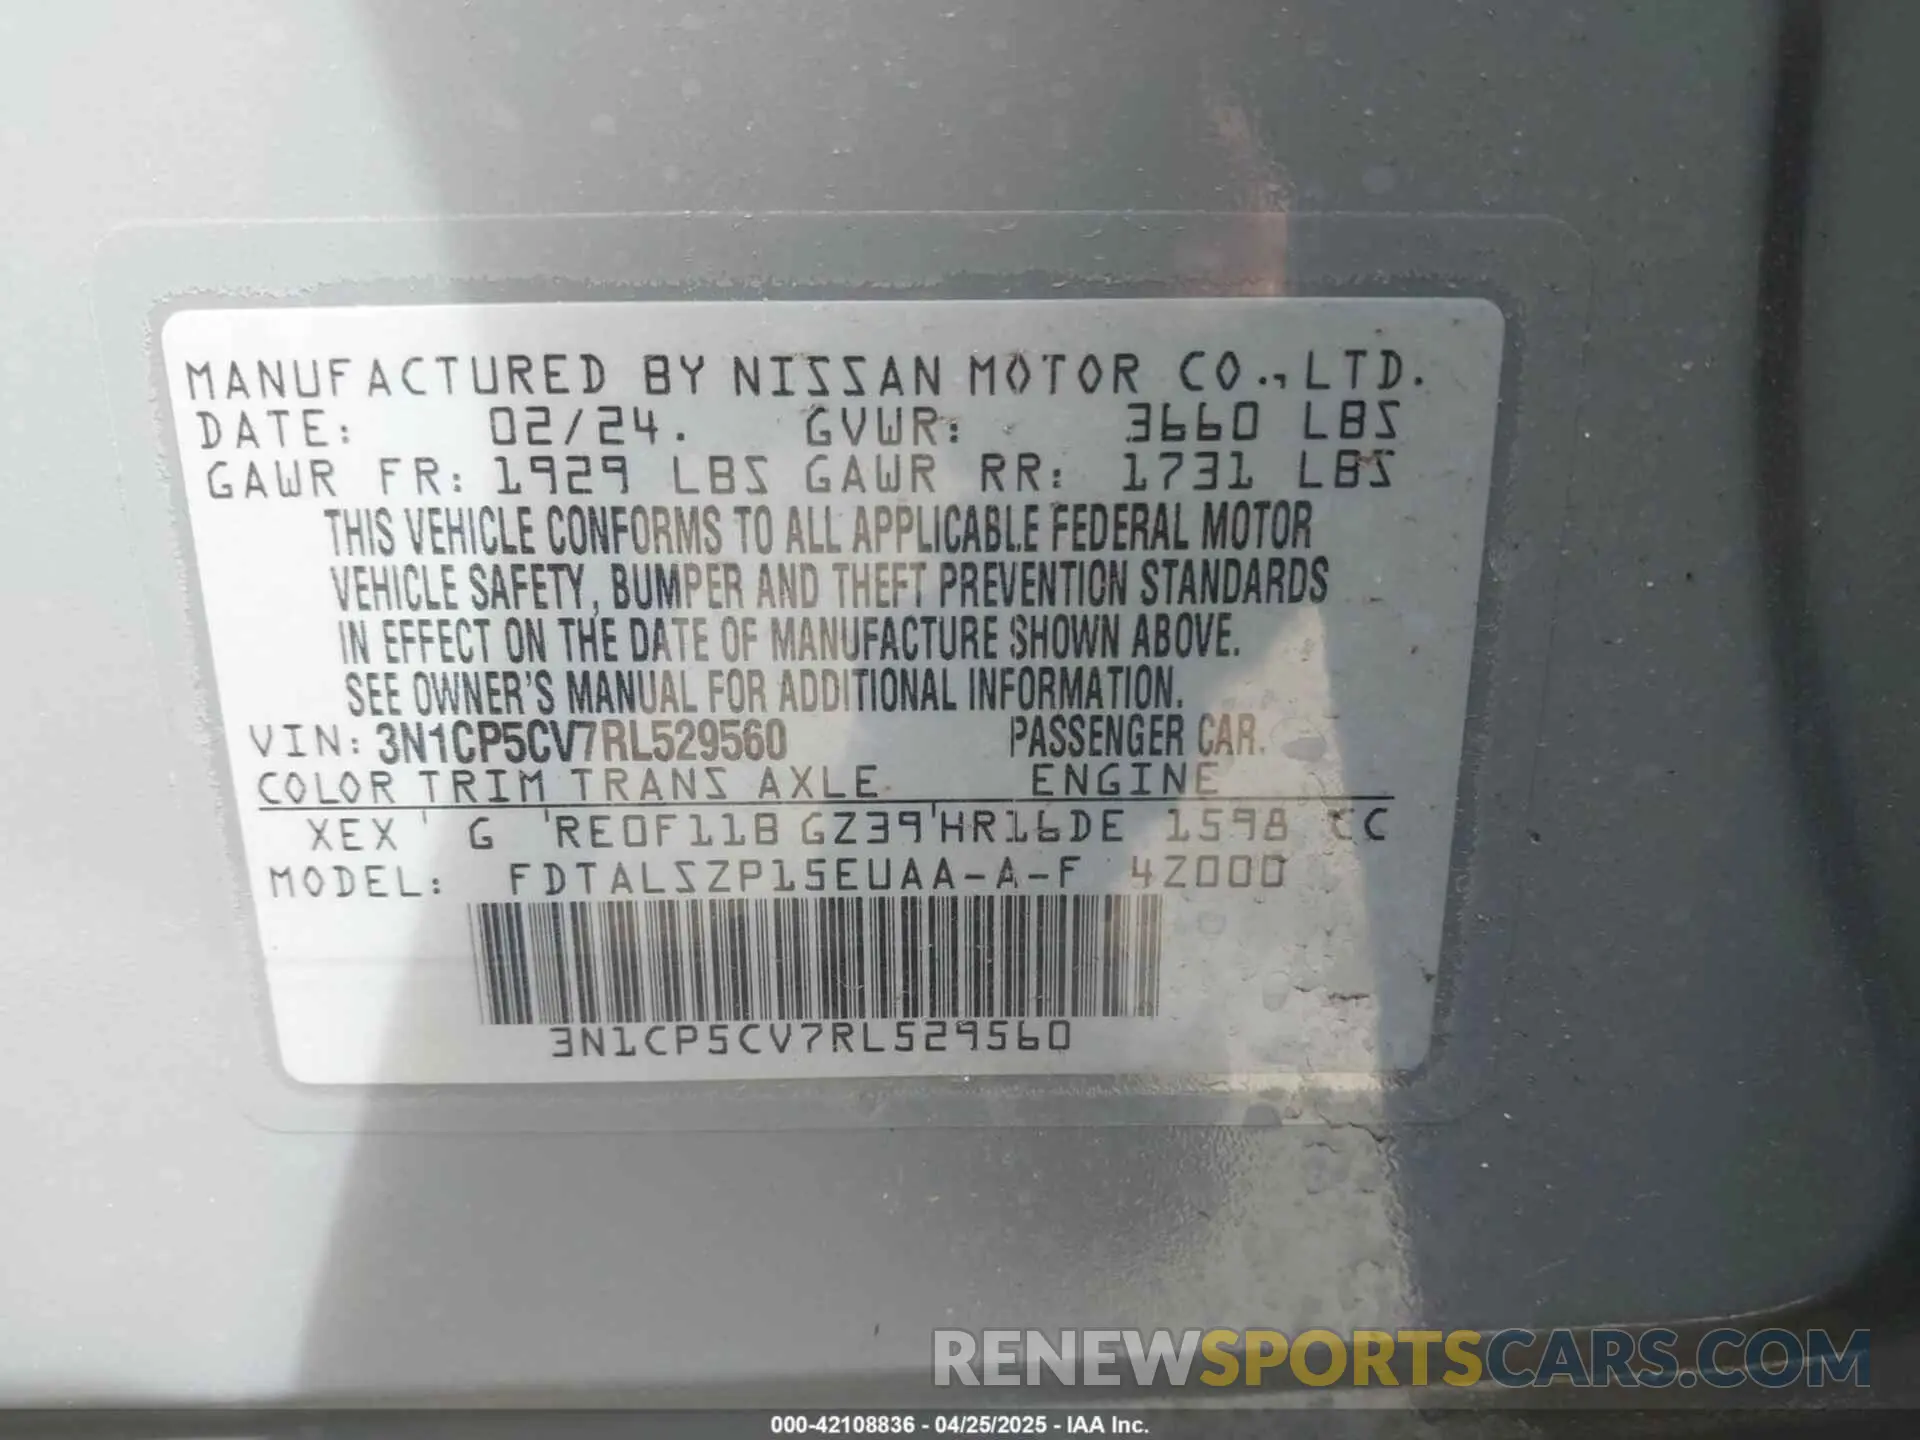 MANUFACTURED BY NISSAN MOTOR CO., LTD.
DATE: 02/24. GVWR: 3660 LBS
GAWR FR: 1929 LBS GAWR RR: 1731 LBS
THIS VEHICLE CONFORMS TO ALL APPLICABLE FEDERAL MOTOR
VEHICLE SAFETY, BUMPER AND THEFT PREVENTION STANDARDS
IN EFFECT ON THE DATE OF MANUFACTURE SHOWN ABOVE.
SEE OWNER'S MANUAL FOR ADDITIONAL INFORMATION.
VIN: 3N1CP5CV7RL529560 PASSENGER CAR.
COLOR TRIM TRANS AXLE ENGINE
XEX ' G 'RE0F11B GZ39'HR16DE 1598 CC
MODEL: FDTALSZP15EUAA-A-F 4Z000
3N1CP5CV7RL529560
RENEWSPORTSCARS.COM
000-42108836 - 04/25/2025 - IAA Inc.